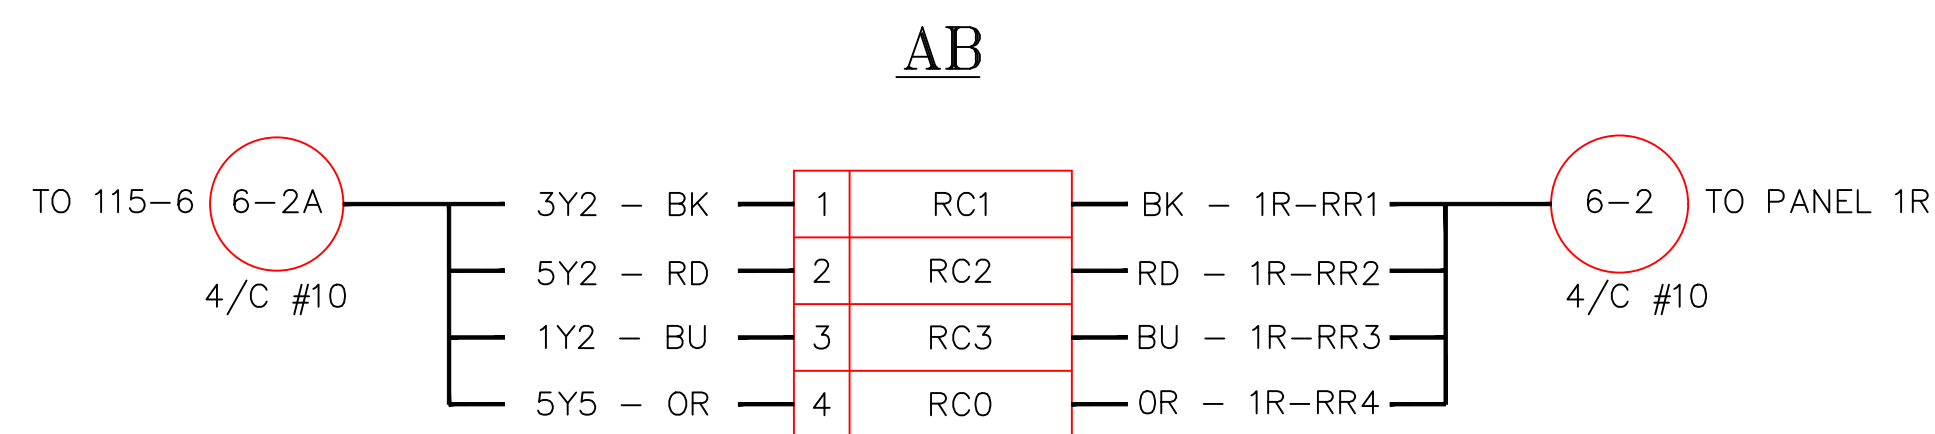 AB
TO 115-6 6-2A 3Y2 - BK 1 RC1 BK - 1R-RR1 6-2 TO PANEL 1R
5Y2 - RD 2 RC2 RD - 1R-RR2
4/C #10 4/C #10
1Y2 - BU 3 RC3 BU - 1R-RR3
5Y5 - OR 4 RC0 OR - 1R-RR4